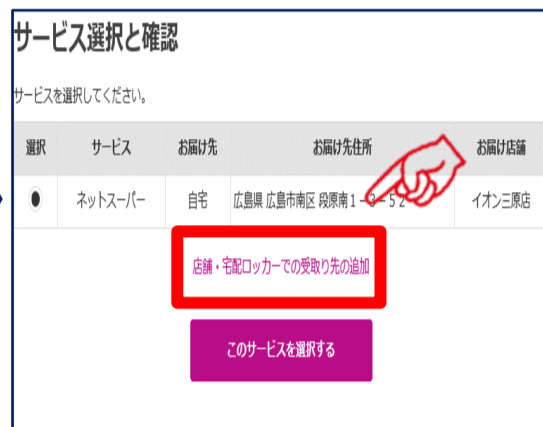 サービス選択と確認
サービスを選択してください。
選択 サービス お届け先 お届け先住所 お届け店舗
ネットスーパー 自宅 広島県 広島市南区 段原南１－３－５２ イオン三原店
店舗・宅配ロッカーでの受取り先の追加
このサービスを選択する